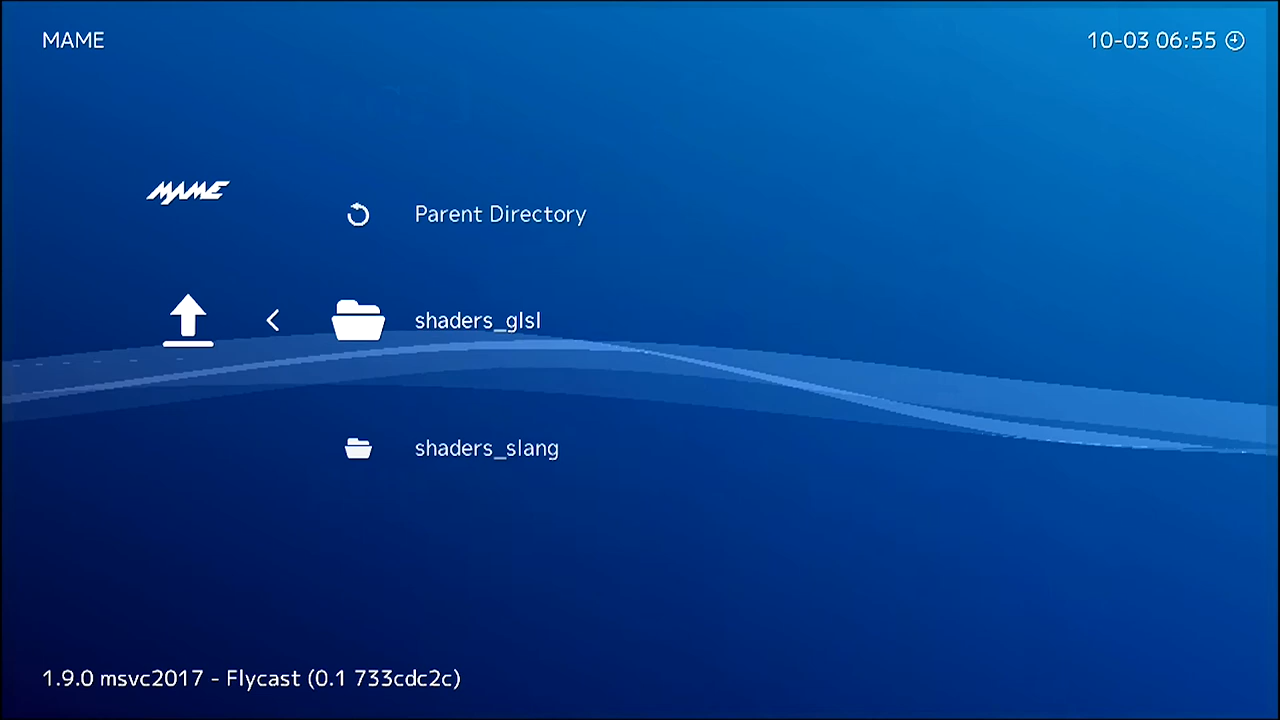 MAME
10-03 06:55
MAME
Parent Directory
shaders_glsl
shaders_slang
1.9.0 msvc2017 - Flycast (0.1 733cdc2c)